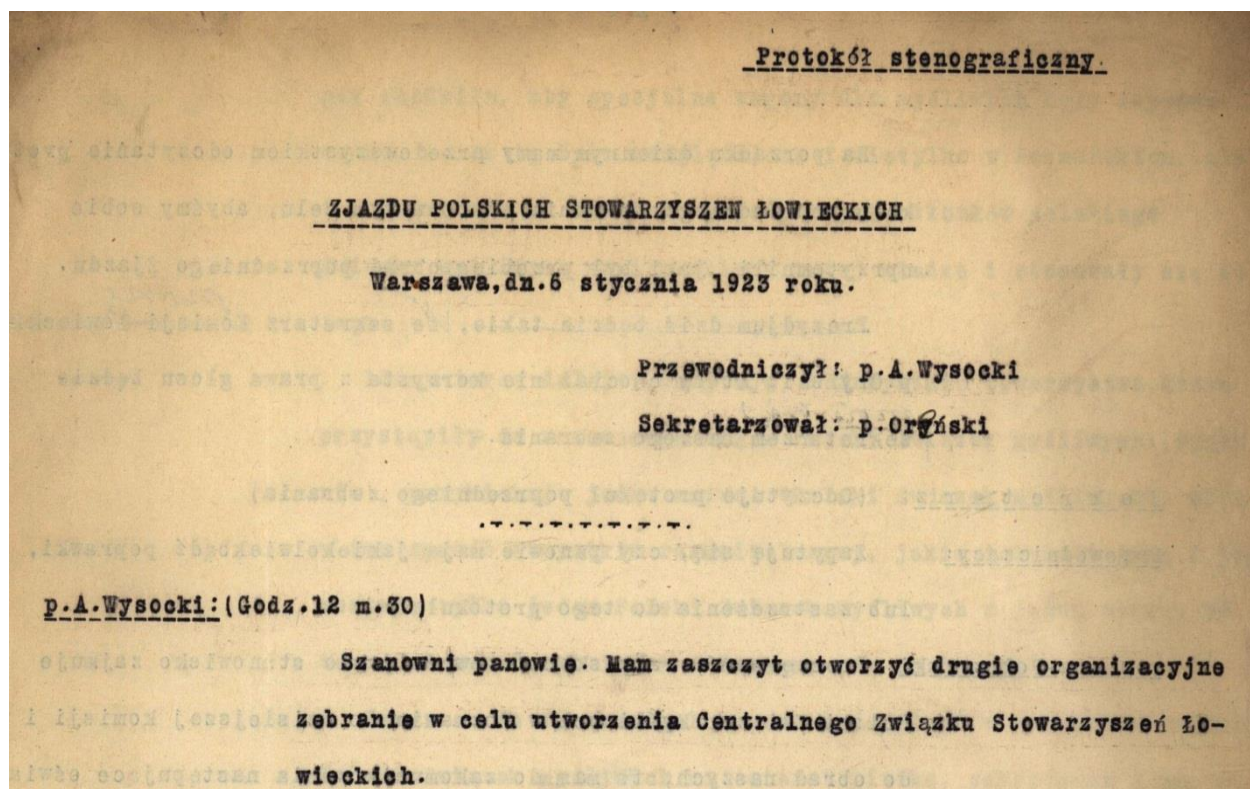 Protokół stenograficzny.
ZJAZDU POLSKICH STOWARZYSZEŃ ŁOWIECKICH
Warszawa,dn.6 stycznia 1923 roku.
Przewodniczył: p.A.Wysocki
Sekretarzował: p.Oryński
p.A.Wysocki:(Godz.12 m.30)
Szanowni panowie. Mam zaszczyt otworzyć drugie organizacyjne
zebranie w celu utworzenia Centralnego Związku Stowarzyszeń Ło-
wieckich.